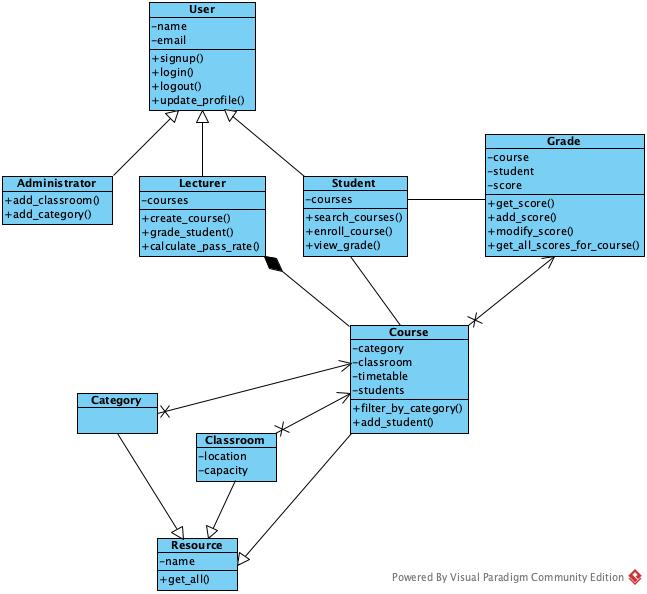 User
-name
-email
+signup()
+login()
+logout()
+update_profile()
Administrator
+add_classroom()
+add_category()
Lecturer
-courses
+create_course()
+grade_student()
+calculate_pass_rate()
Student
-courses
+search_courses()
+enroll_course()
+view_grade()
Grade
-course
-student
-score
+get_score()
+add_score()
+modify_score()
+get_all_scores_for_course()
Course
-category
-classroom
-timetable
-students
+filter_by_category()
+add_student()
Category
Classroom
-location
-capacity
Resource
-name
+get_all()
Powered By Visual Paradigm Community Edition